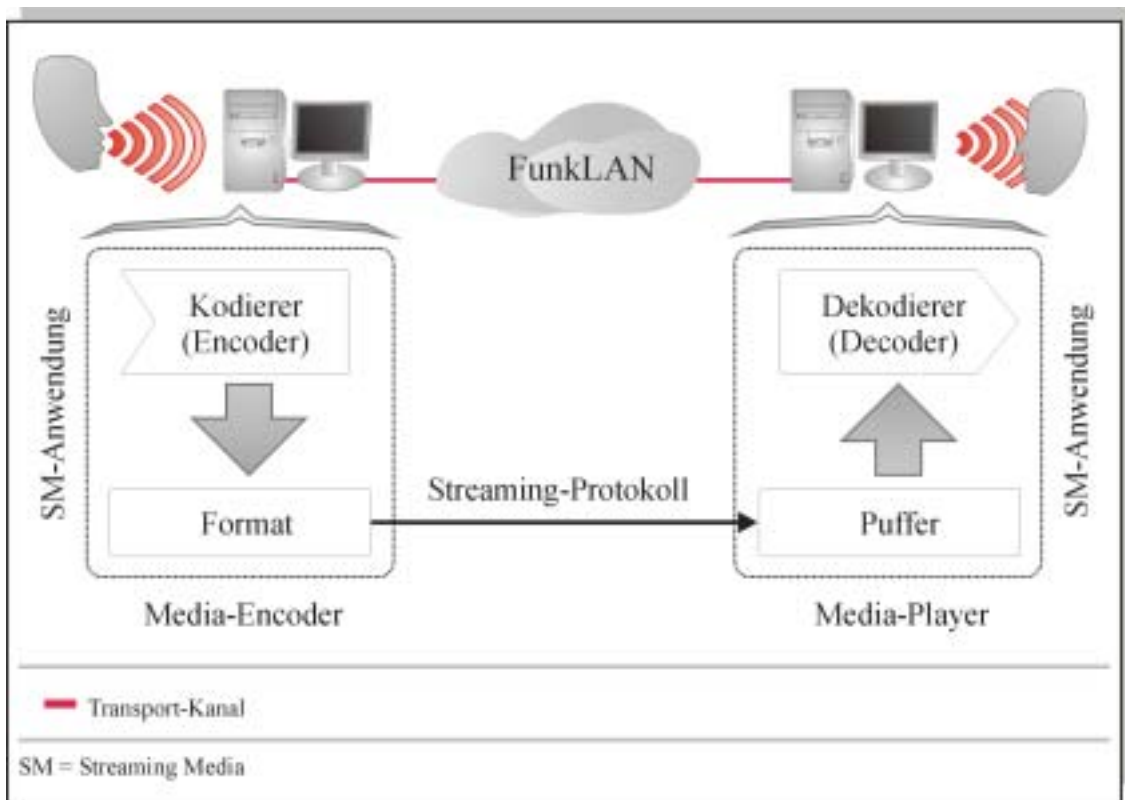 FunkLAN
SM-Anwendung
Kodierer
(Encoder)
Format
Media-Encoder
Streaming-Protokoll
Dekodierer
(Decoder)
Puffer
Media-Player
SM-Anwendung
Transport-Kanal
SM = Streaming Media